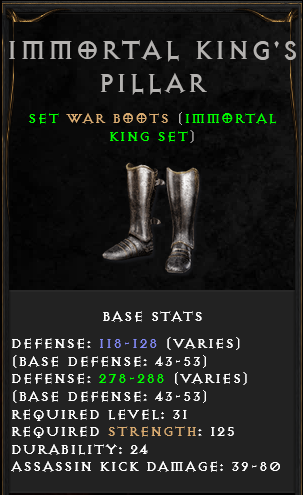 IMMORTAL KING'S
PILLAR
SET WAR BOOTS (IMMORTAL
KING SET)
BASE STATS
DEFENSE: 118-128 (VARIES)
(BASE DEFENSE: 43-53)
DEFENSE: 278-288 (VARIES)
(BASE DEFENSE: 43-53)
REQUIRED LEVEL: 31
REQUIRED STRENGTH: 125
DURABILITY: 24
ASSASSIN KICK DAMAGE: 39-80